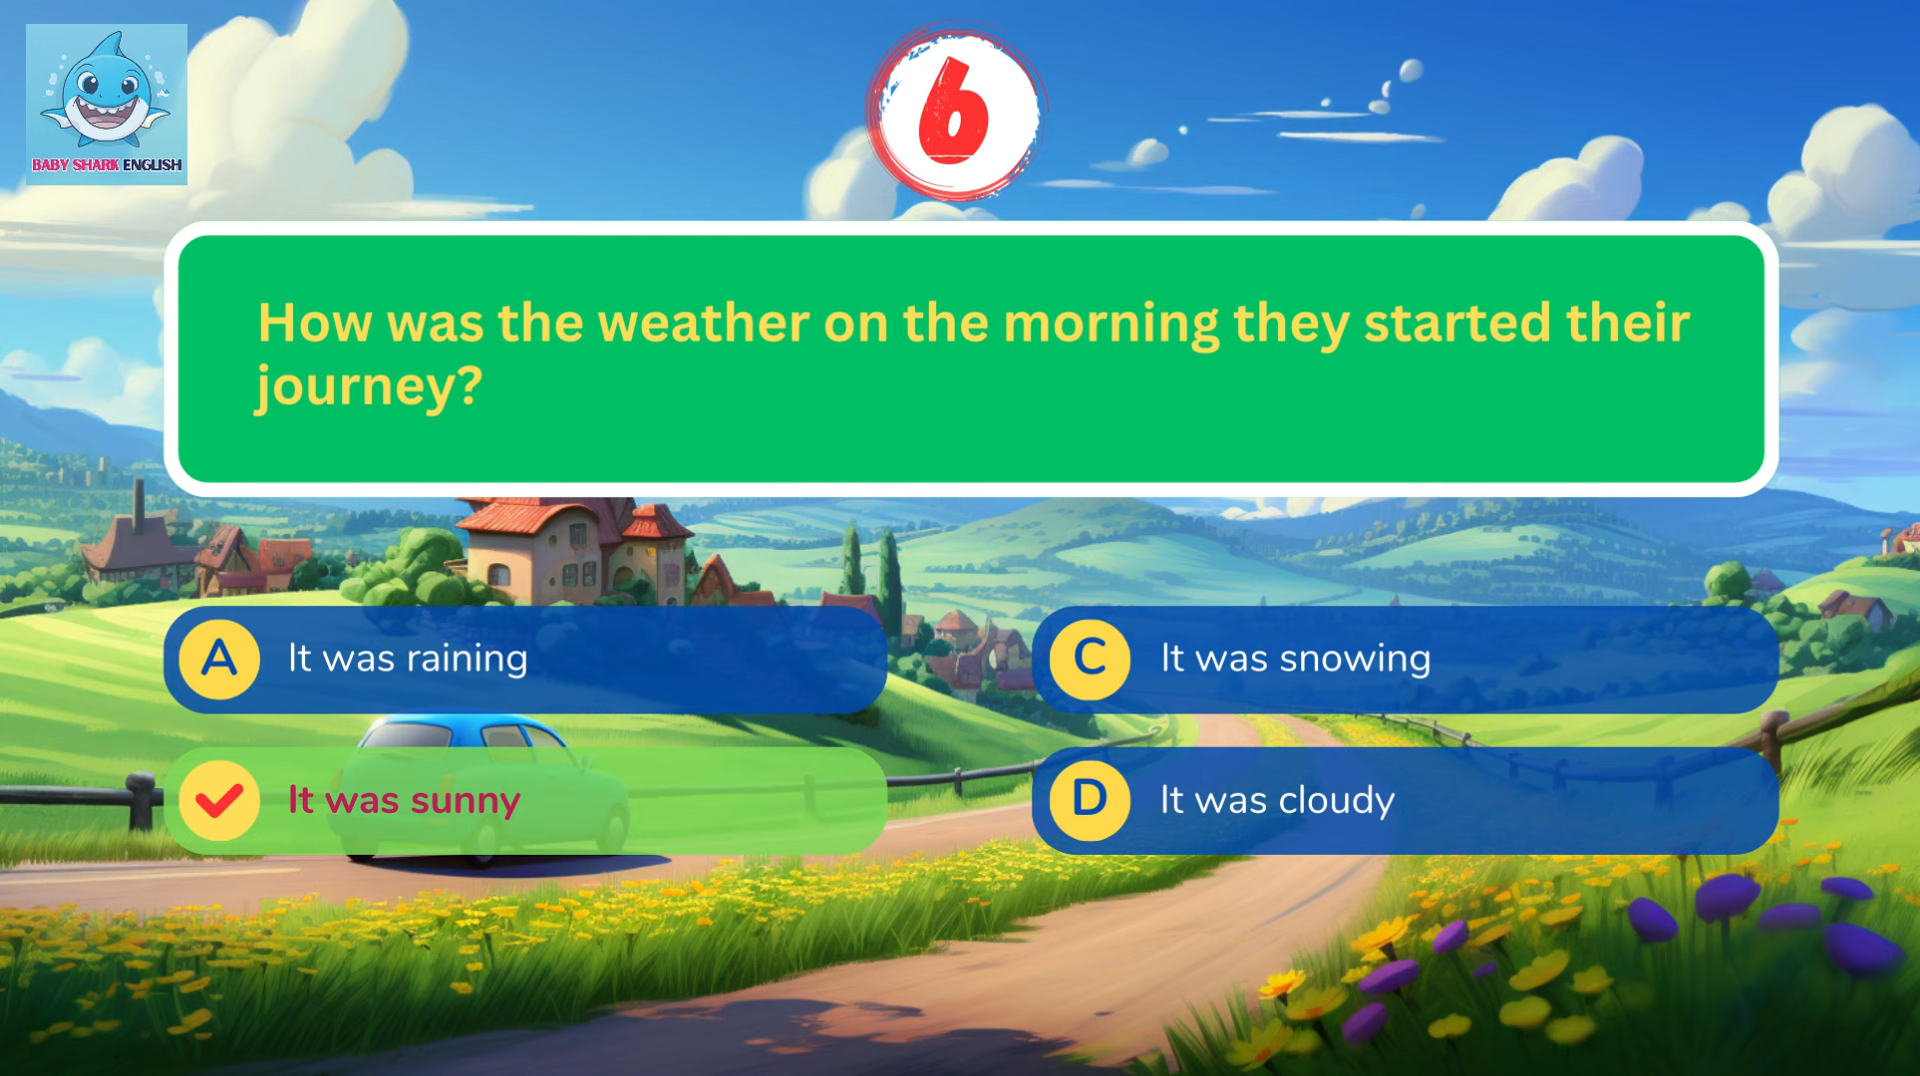 BABY SHARK ENGLISH
6
How was the weather on the morning they started their
journey?
A It was raining
It was sunny
C It was snowing
D It was cloudy